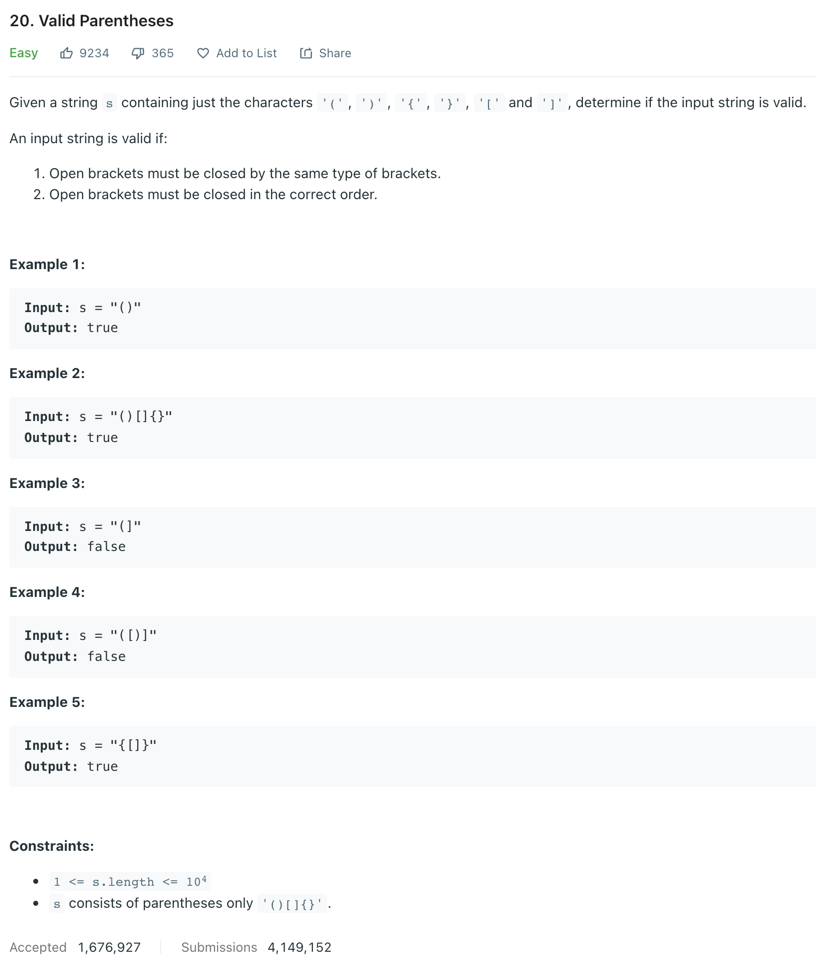 20. Valid Parentheses
Easy 9234 365 Add to List Share
Given a string s containing just the characters '(', ')', '{', '}', '[' and ']', determine if the input string is valid.
An input string is valid if:
1. Open brackets must be closed by the same type of brackets.
2. Open brackets must be closed in the correct order.
Example 1:
Input: s = "()"
Output: true
Example 2:
Input: s = "()[]{}"
Output: true
Example 3:
Input: s = "(]"
Output: false
Example 4:
Input: s = "([)]"
Output: false
Example 5:
Input: s = "{[]}"
Output: true
Constraints:
• 1 <= s.length <= 10⁴
• s consists of parentheses only '()[]{}'.
Accepted 1,676,927 Submissions 4,149,152